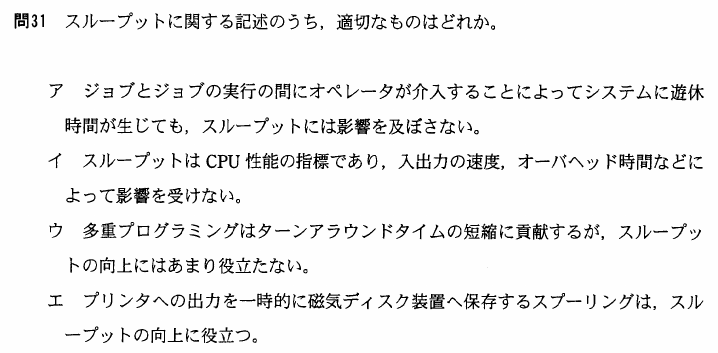 問31 スループットに関する記述のうち，適切なものはどれか。
ア ジョブとジョブの実行の間にオペレータが介入することによってシステムに遊休
時間が生じても，スループットには影響を及ぼさない。
イ スループットは CPU 性能の指標であり，入出力の速度，オーバヘッド時間などに
よって影響を受けない。
ウ 多重プログラミングはターンアラウンドタイムの短縮に貢献するが，スループッ
トの向上にはあまり役立たない。
エ プリンタへの出力を一時的に磁気ディスク装置へ保存するスプーリングは，スル
ープットの向上に役立つ。